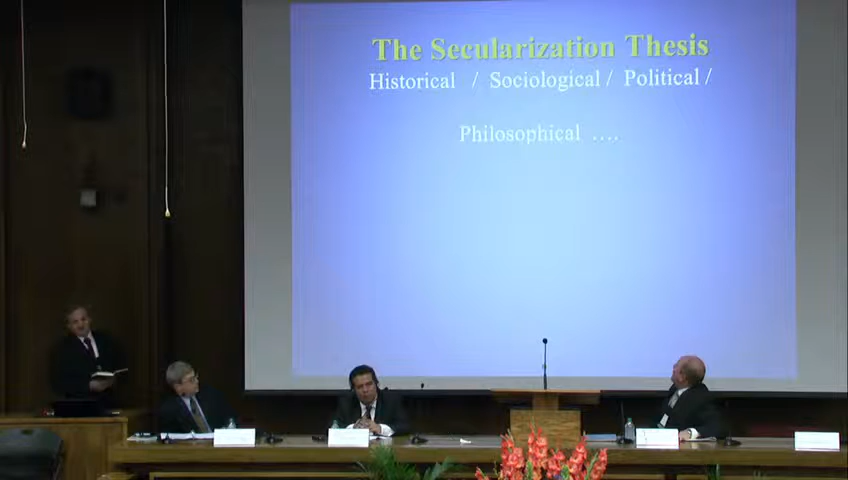 The Secularization Thesis
Historical / Sociological / Political /
Philosophical ....